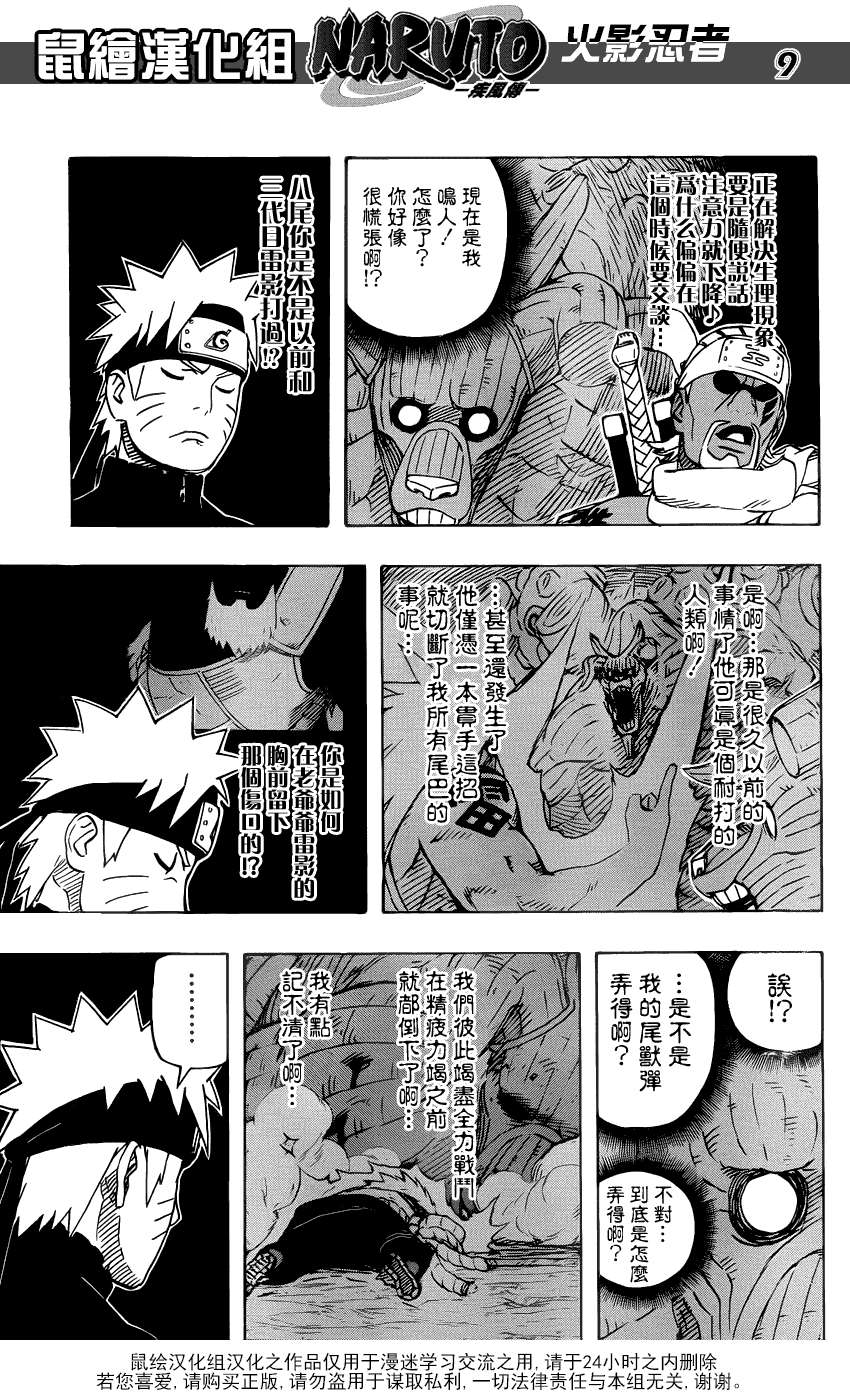 鼠繪漢化組
NARUTO
疾風傳
火影忍者
9
正在解決生理現象
要是隨便説話
注意力就下降♪
爲什么偏偏在
這個時候要交談…
現在是我
鳴人！
怎麼了？
你好像
很慌張啊!?
八尾你是不是以前和
三代目雷影打過!?
是啊…那是很久以前的
事情了他可眞是個耐打的
人類啊！
…甚至還發生了
他僅憑一本貫手這招
就切斷了我所有尾巴的
事呢…
你是如何
在老爺爺雷影的
胸前留下
那個傷口的!?
誒!?
…是不是
我的尾獸彈
弄得啊？
不對…
到底是怎麼
弄得啊？
我們彼此竭盡全力戰鬥
在精疲力竭之前
就都倒下了啊…
我有點
記不清了啊…
………
鼠绘汉化组汉化之作品仅用于漫迷学习交流之用, 请于24小时之内删除
若您喜爱, 请购买正版, 请勿盗用于谋取私利, 一切法律责任与本组无关, 谢谢。